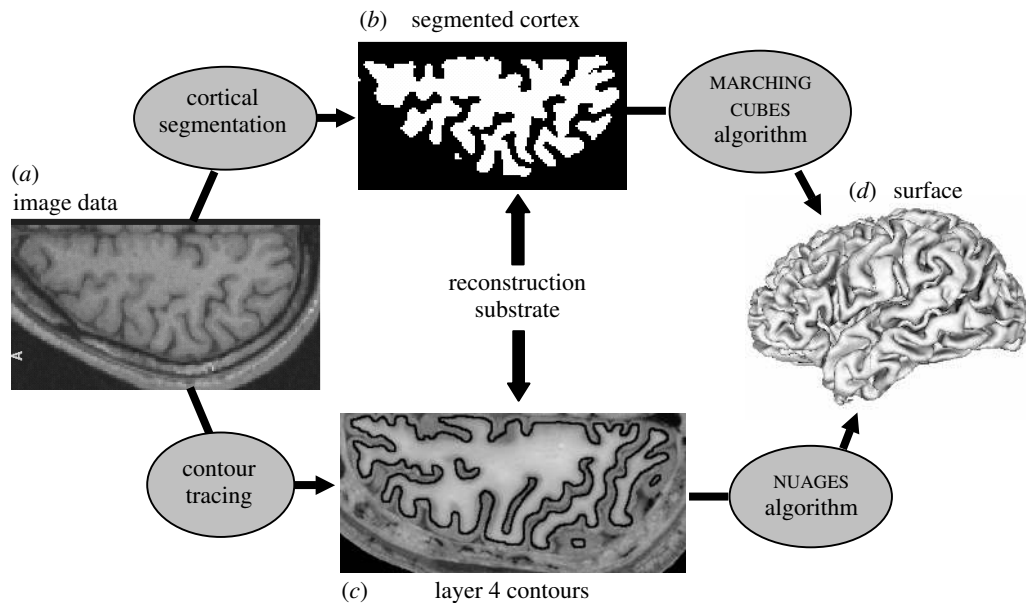 (b) segmented cortex
cortical
segmentation
MARCHING
CUBES
algorithm
(a)
image data
(d) surface
A
reconstruction
substrate
contour
tracing
NUAGES
algorithm
(c) layer 4 contours